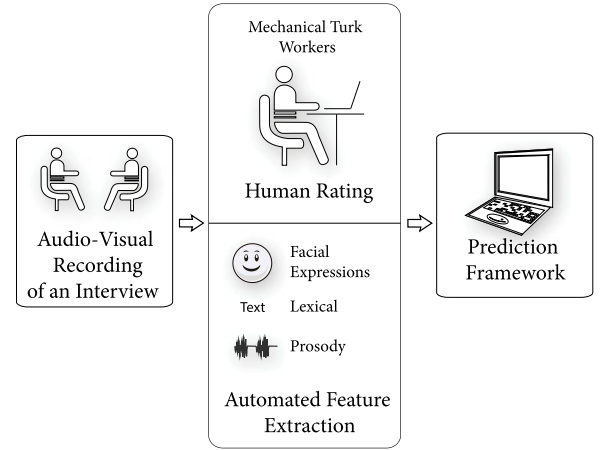 Audio-Visual
Recording
of an Interview
Mechanical Turk
Workers
Human Rating
Facial
Expressions
Text Lexical
Prosody
Automated Feature
Extraction
Prediction
Framework